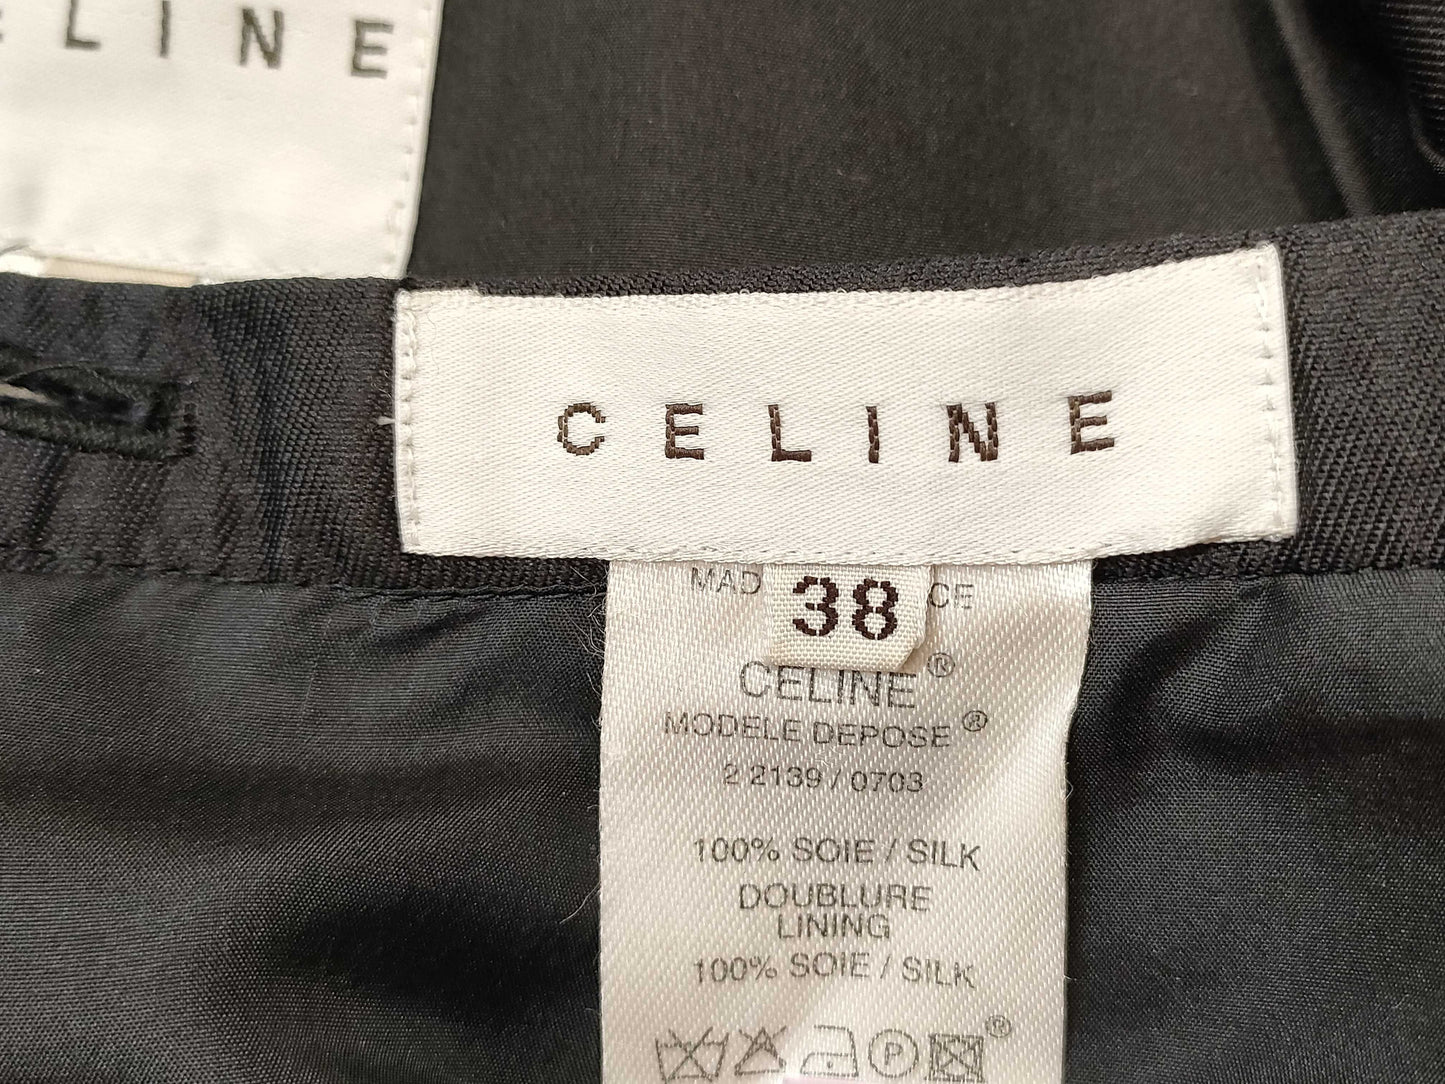 ELINE
CELINE
MAD 38 CE
CELINE®
MODELE DEPOSE®
2 2139 / 0703
100% SOIE / SILK
DOUBLURE
LINING
100% SOIE / SILK
P ®